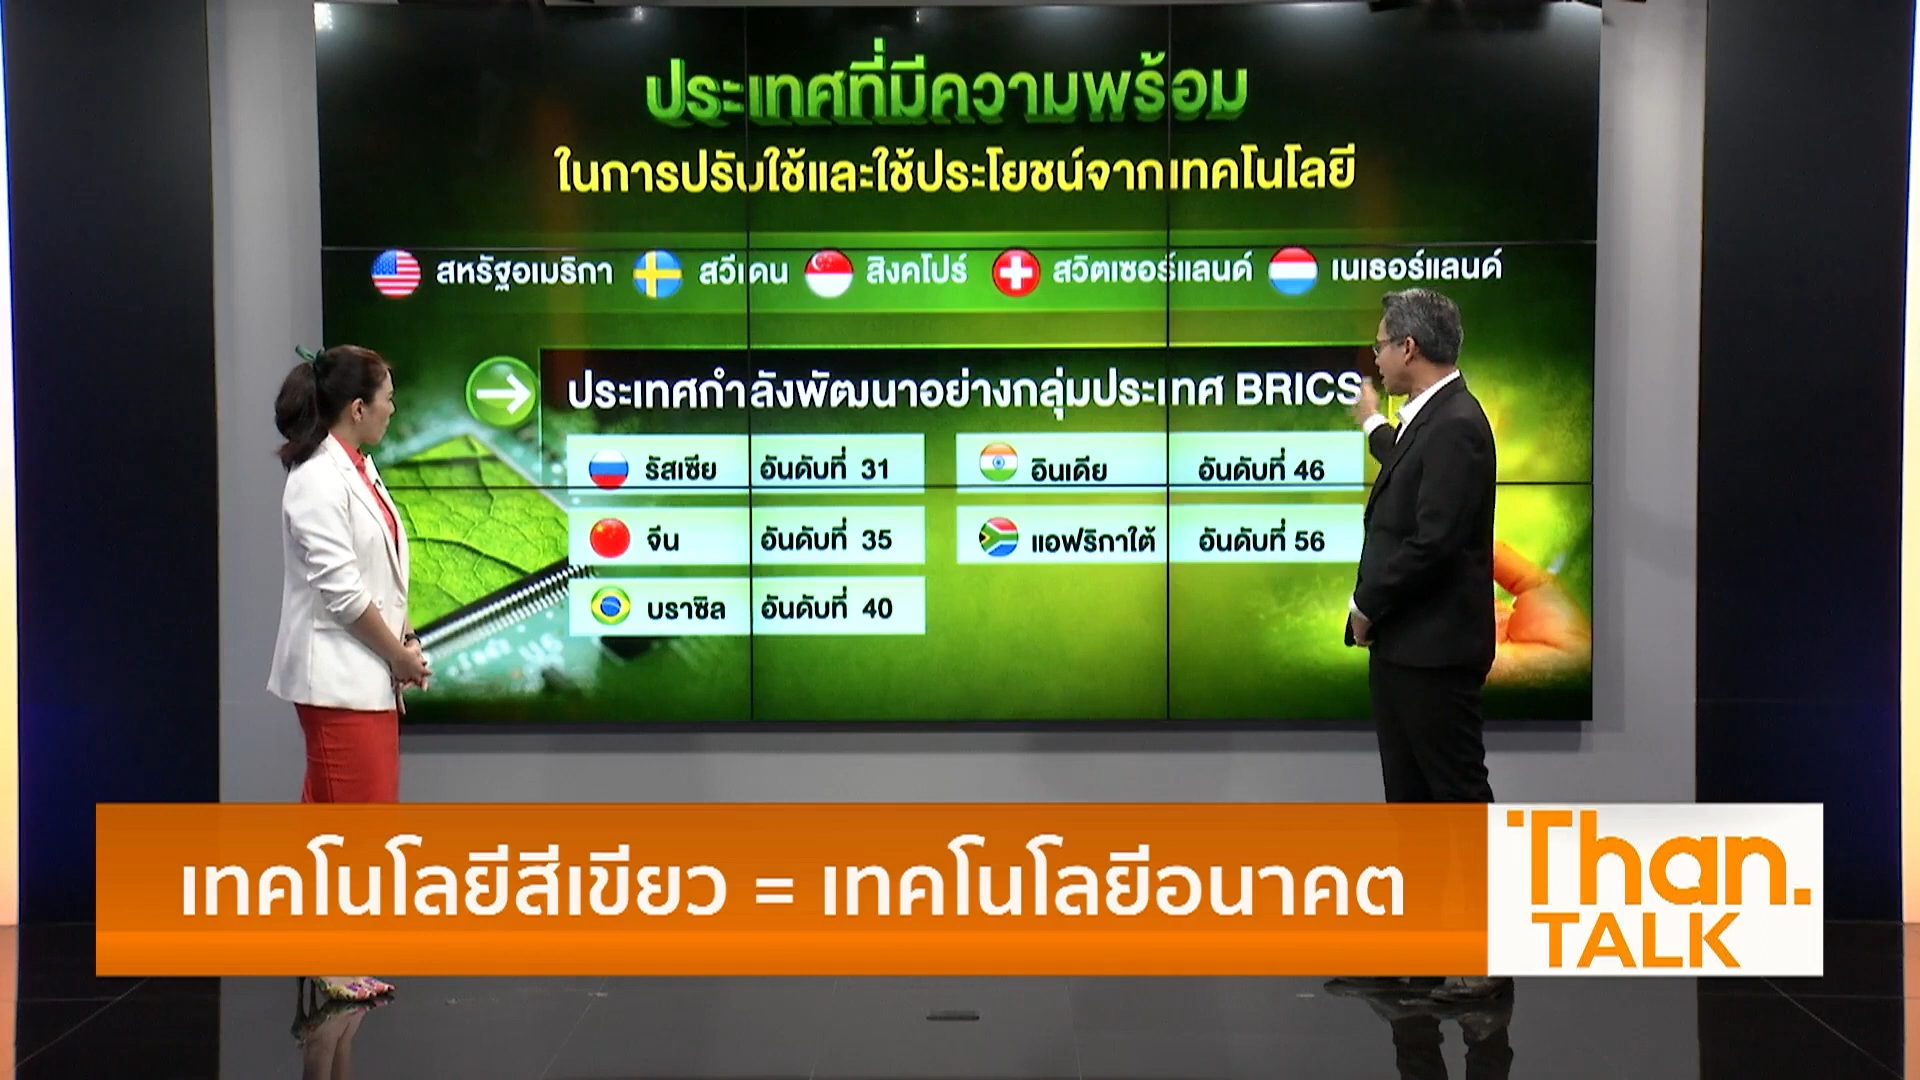 ประเทศที่มีความพร้อม
ในการปรับใช้และใช้ประโยชน์จากเทคโนโลยี
สหรัฐอเมริกา สวีเดน สิงคโปร์ สวิตเซอร์แลนด์ เนเธอร์แลนด์
ประเทศกำลังพัฒนาอย่างกลุ่มประเทศ BRICS
รัสเซีย อันดับที่ 31 อินเดีย อันดับที่ 46
จีน อันดับที่ 35 แอฟริกาใต้ อันดับที่ 56
บราซิล อันดับที่ 40
เทคโนโลยีสีเขียว = เทคโนโลยีอนาคต
Than.
TALK